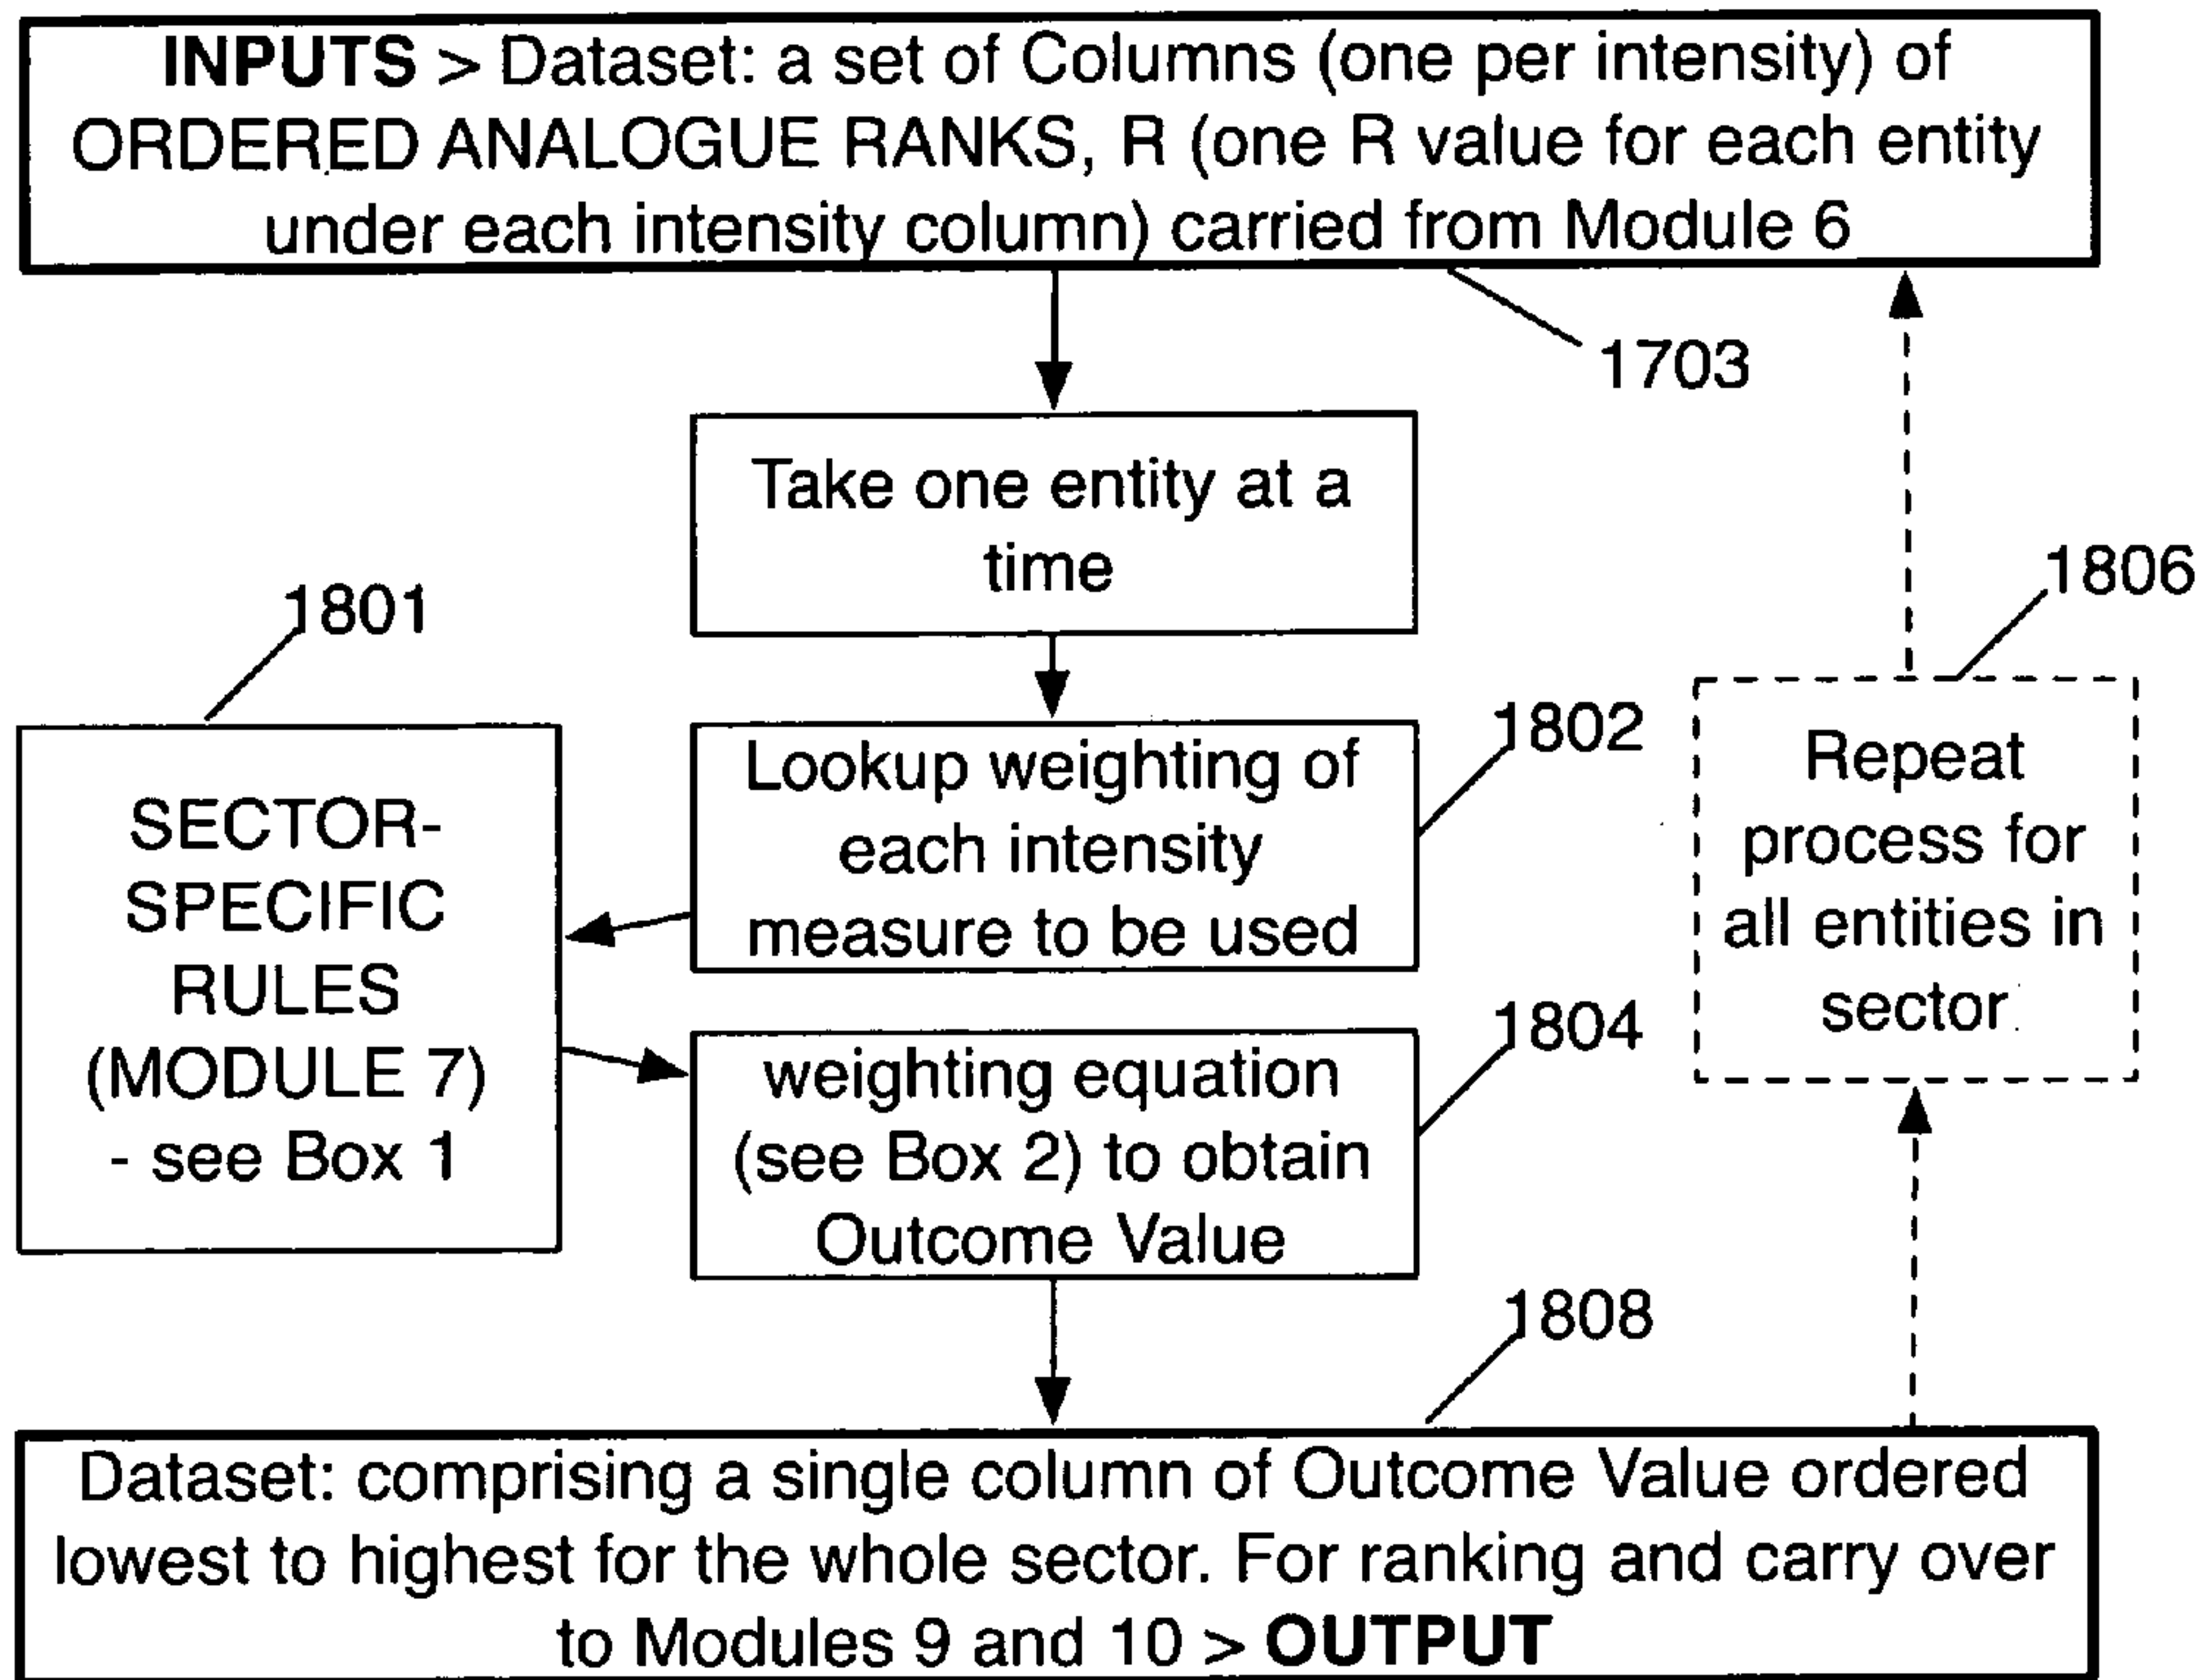 INPUTS > Dataset: a set of Columns (one per intensity) of
ORDERED ANALOGUE RANKS, R (one R value for each entity
under each intensity column) carried from Module 6
1703
Take one entity at a
time
1801
1806
1802
Lookup weighting of
each intensity
measure to be used
SECTOR-
SPECIFIC
RULES
(MODULE 7)
- see Box 1
Repeat
process for
all entities in
sector
1804
weighting equation
(see Box 2) to obtain
Outcome Value
1808
Dataset: comprising a single column of Outcome Value ordered
lowest to highest for the whole sector. For ranking and carry over
to Modules 9 and 10 > OUTPUT